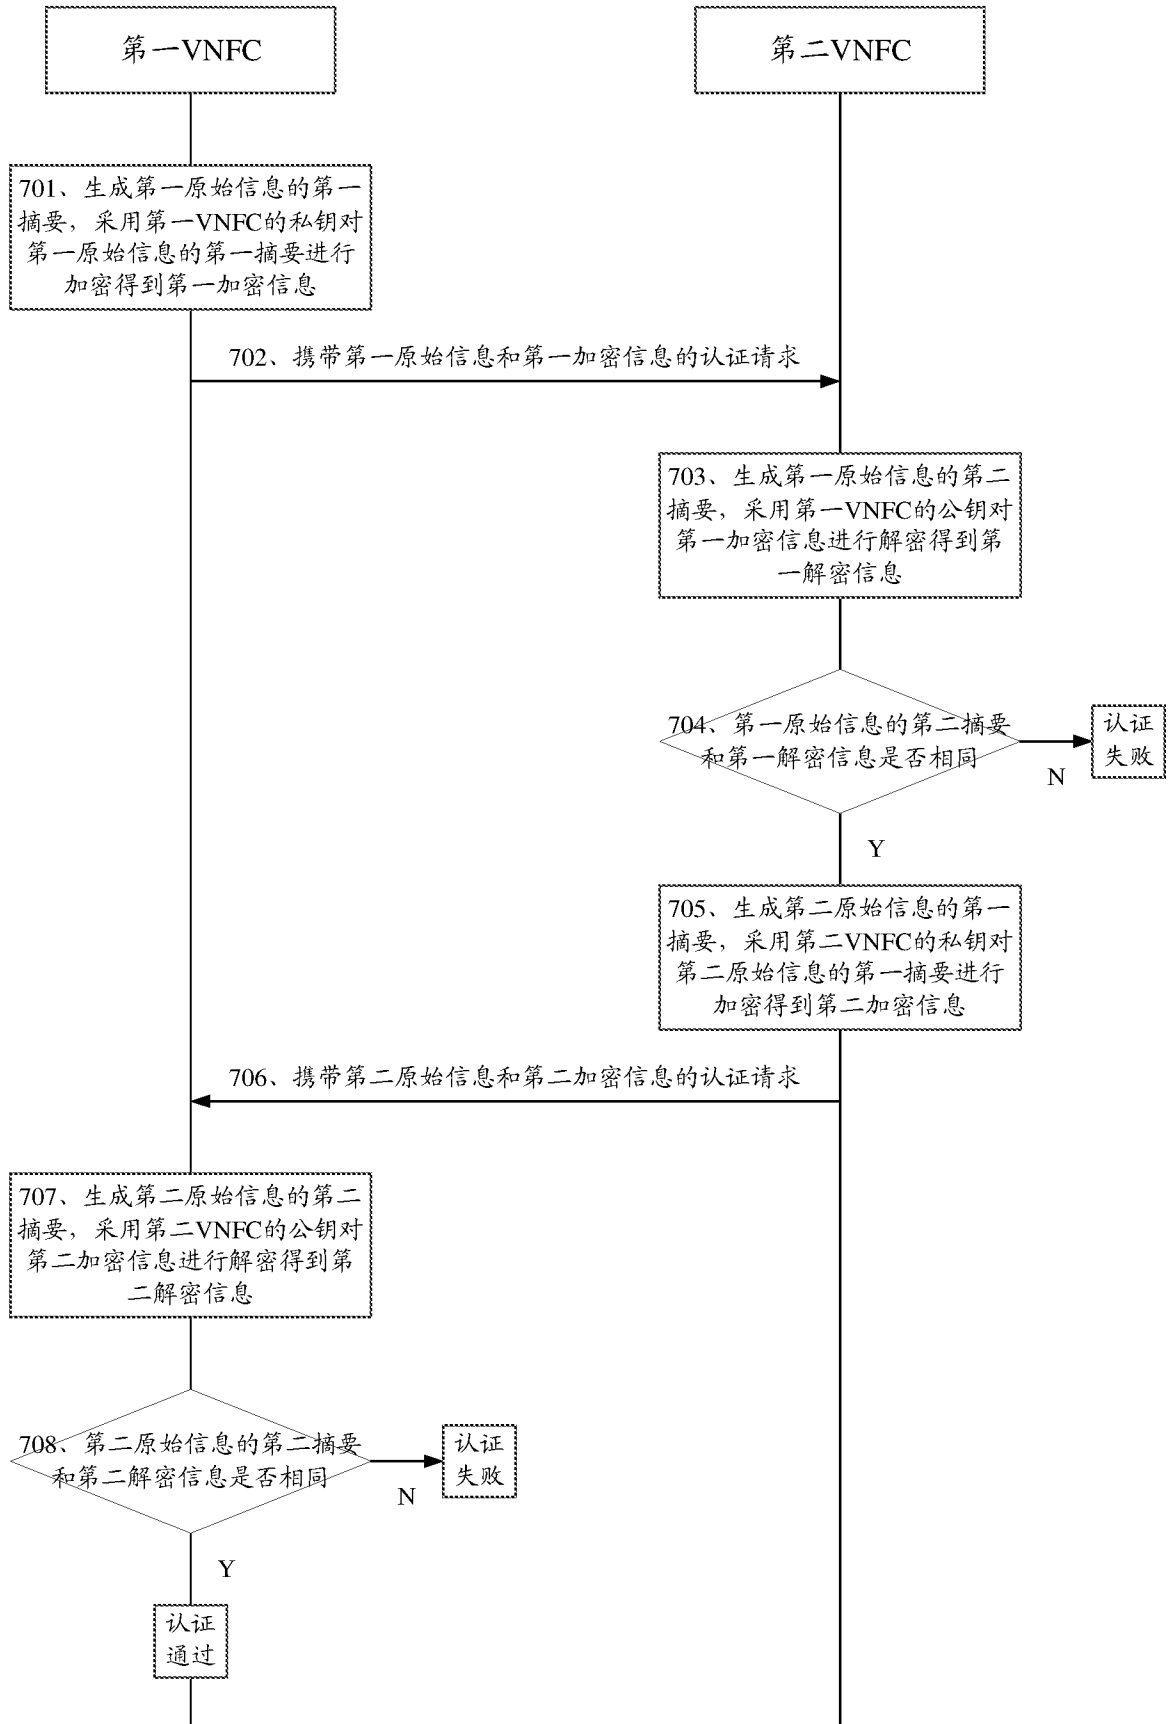 第一VNFC
第二VNFC
701、生成第一原始信息的第一
摘要，采用第一VNFC的私钥对
第一原始信息的第一摘要进行
加密得到第一加密信息
702、携带第一原始信息和第一加密信息的认证请求
703、生成第一原始信息的第二
摘要，采用第一VNFC的公钥对
第一加密信息进行解密得到第
一解密信息
704、第一原始信息的第二摘要
和第一解密信息是否相同
认证
失败
N
Y
705、生成第二原始信息的第一
摘要，采用第二VNFC的私钥对
第二原始信息的第一摘要进行
加密得到第二加密信息
706、携带第二原始信息和第二加密信息的认证请求
707、生成第二原始信息的第二
摘要，采用第二VNFC的公钥对
第二加密信息进行解密得到第
二解密信息
708、第二原始信息的第二摘要
和第二解密信息是否相同
认证
失败
N
Y
认证
通过